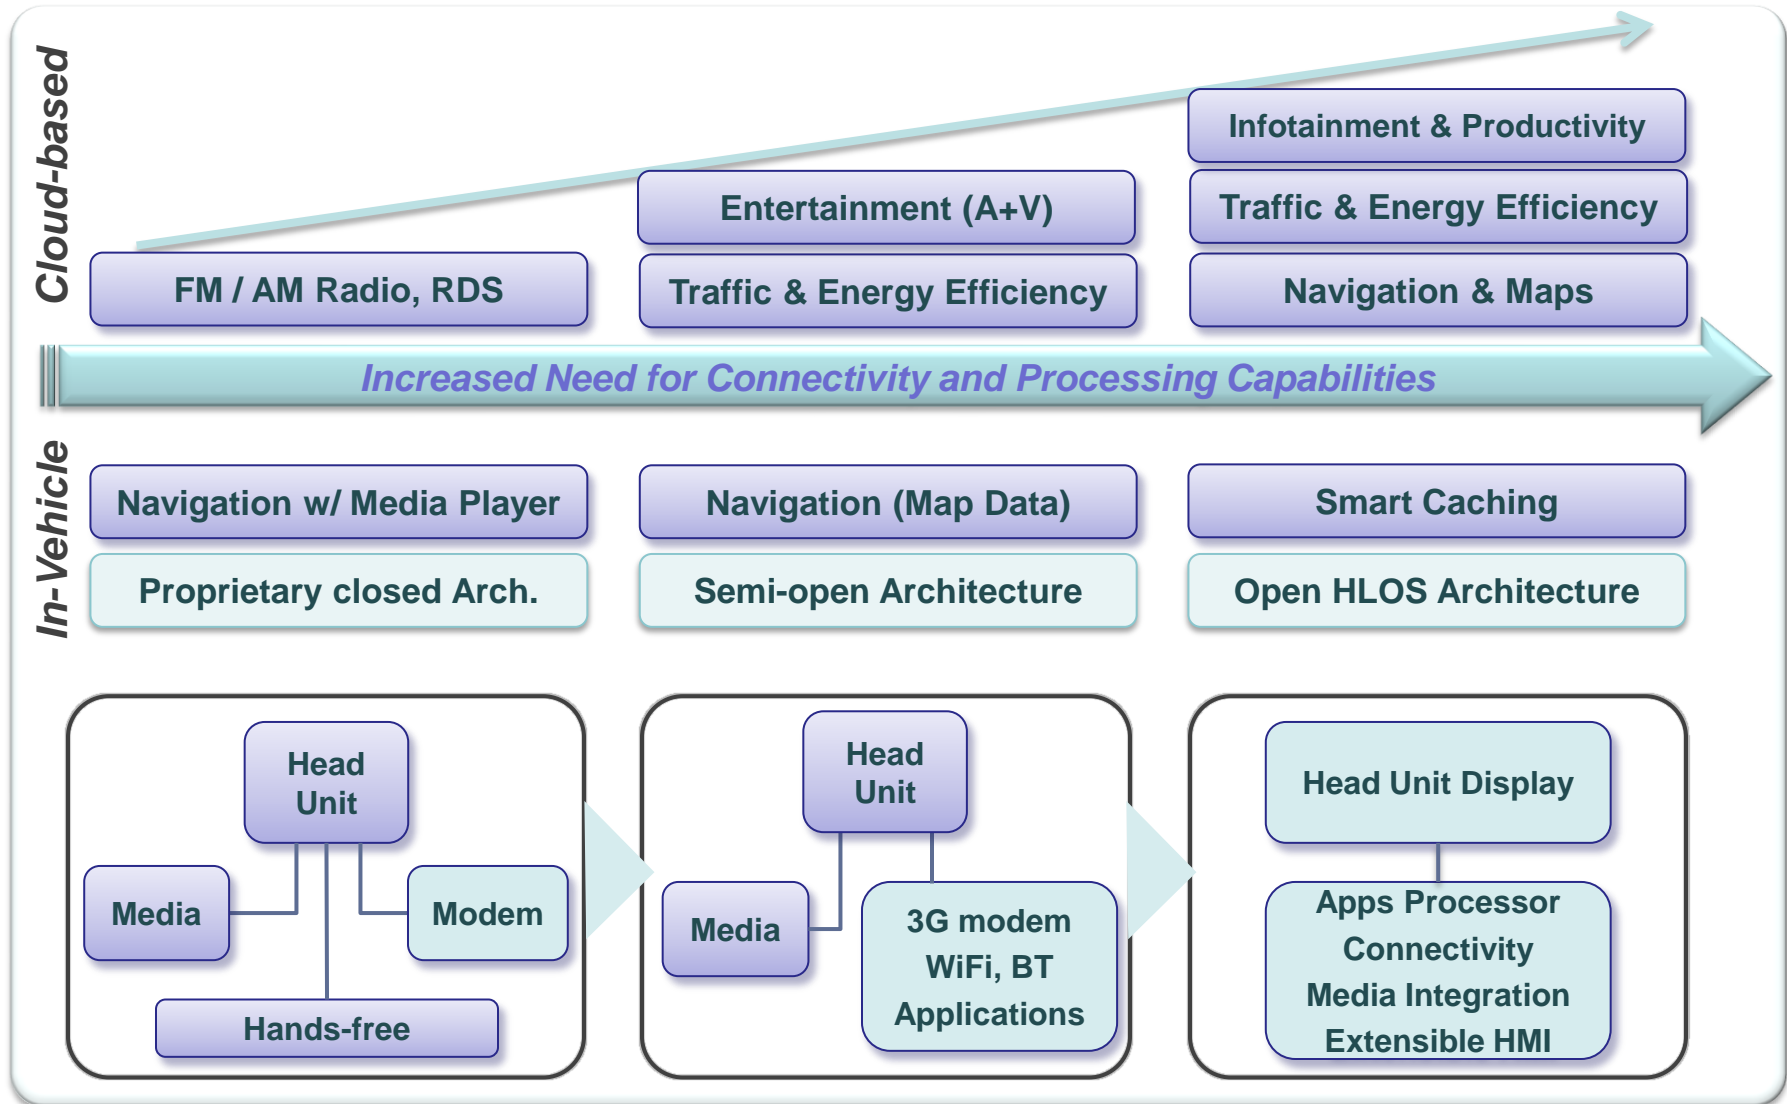 Cloud-based
Infotainment & Productivity
Entertainment (A+V)
Traffic & Energy Efficiency
FM / AM Radio, RDS
Traffic & Energy Efficiency
Navigation & Maps
Increased Need for Connectivity and Processing Capabilities
In-Vehicle
Navigation w/ Media Player
Navigation (Map Data)
Smart Caching
Proprietary closed Arch.
Semi-open Architecture
Open HLOS Architecture
Head
Unit
Media
Modem
Hands-free
Head
Unit
Media
3G modem
WiFi, BT
Applications
Head Unit Display
Apps Processor
Connectivity
Media Integration
Extensible HMI